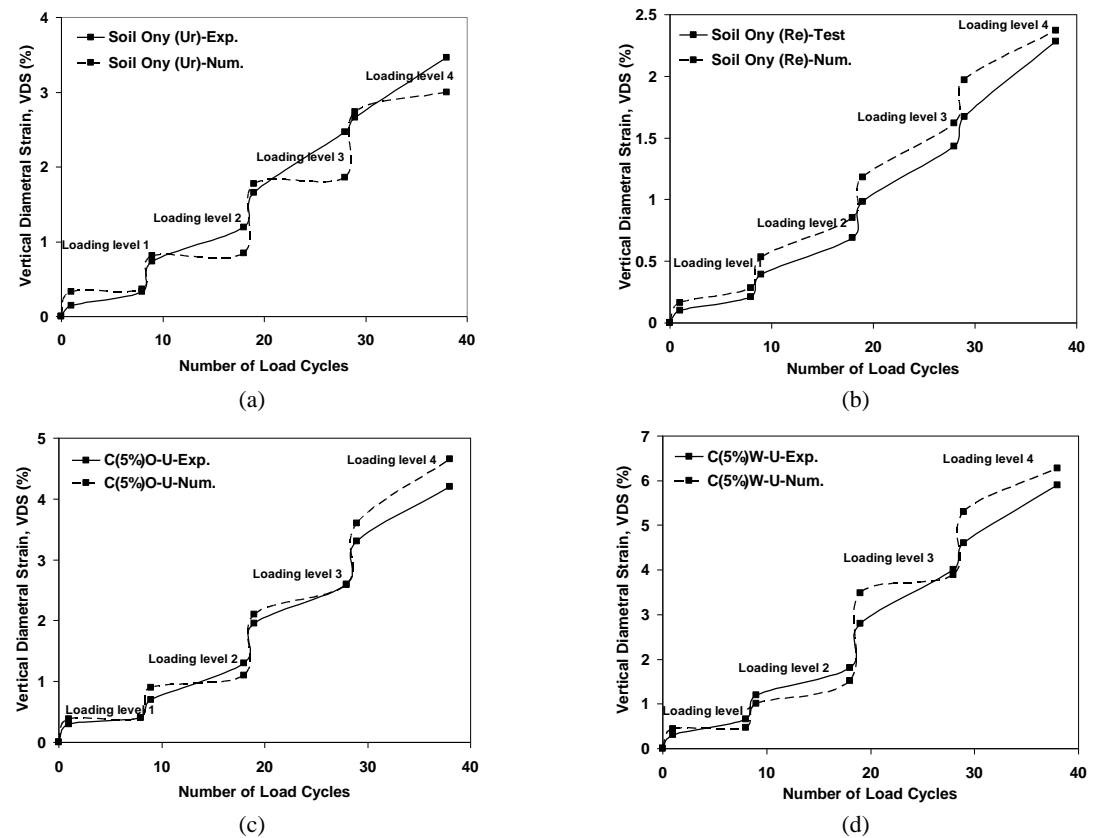 4
3
2
1
0
Vertical Diametral Strain, VDS (%)
Soil Ony (Ur)-Exp.
Soil Ony (Ur)-Num.
Loading level 4
Loading level 3
Loading level 2
Loading level 1
0 10 20 30 40
Number of Load Cycles
(a)
2.5
2
1.5
1
0.5
0
Vertical Diametral Strain, VDS (%)
Soil Ony (Re)-Test
Soil Ony (Re)-Num.
Loading level 4
Loading level 3
Loading level 2
Loading level
0 10 20 30 40
Number of Load Cycles
(b)
5
4
3
2
1
0
Vertical Diametral Strain, VDS (%)
C(5%)O-U-Exp.
C(5%)O-U-Num.
Loading level 4
Loading level 3
Loading level 2
Loading level 1
0 10 20 30 40
Number of Load Cycles
(c)
7
6
5
4
3
2
1
0
Vertical Diametral Strain, VDS (%)
C(5%)W-U-Exp.
C(5%)W-U-Num.
Loading level 4
Loading level 3
Loading level 2
Loading level
0 10 20 30 40
Number of Load Cycles
(d)